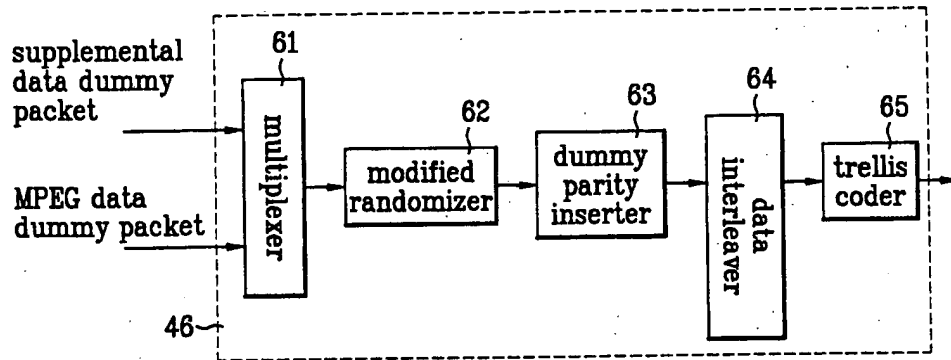 supplemental
data dummy
packet
MPEG data
dummy packet
61
multiplexer
62
modified
randomizer
63
dummy
parity
inserter
64
data
interleaver
65
trellis
coder
46